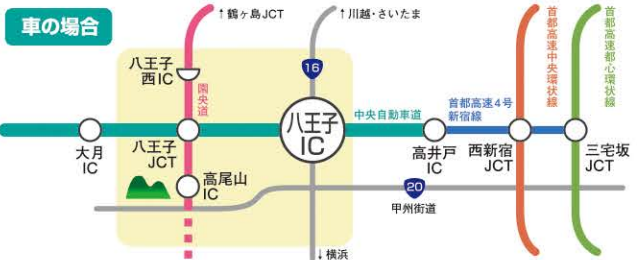 車の場合
↑鶴ヶ島JCT
↑川越・さいたま
八王子
西IC
圏央道
16
八王子
IC
中央自動車道
首都高速4号
新宿線
首都高速中央環状線
首都高速都心環状線
大月
IC
八王子
JCT
高井戸
IC
西新宿
JCT
三宅坂
JCT
高尾山
IC
20
甲州街道
↓横浜